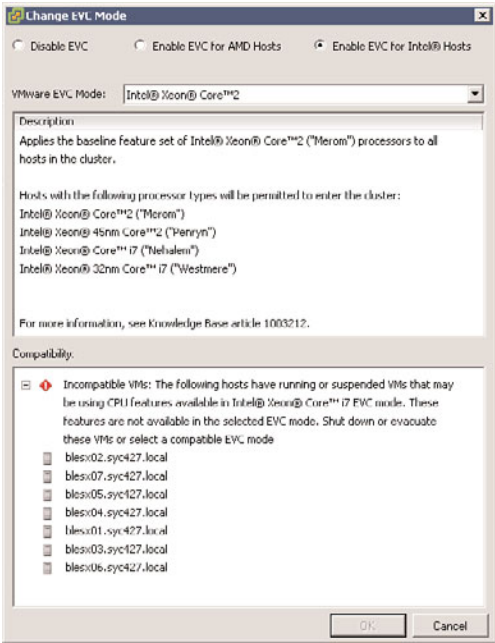 Change EVC Mode
Disable EVC Enable EVC for AMD Hosts Enable EVC for Intel® Hosts
VMware EVC Mode: Intel® Xeon® Core™2
Description
Applies the baseline feature set of Intel® Xeon® Core™2 ("Merom") processors to all
hosts in the cluster.
Hosts with the following processor types will be permitted to enter the cluster:
Intel® Xeon® Core™2 ("Merom")
Intel® Xeon® 45nm Core™2 ("Penryn")
Intel® Xeon® Core™ i7 ("Nehalem")
Intel® Xeon® 32nm Core™ i7 ("Westmere")
For more information, see Knowledge Base article 1003212.
Compatibility:
Incompatible VMs: The following hosts have running or suspended VMs that may
be using CPU features available in Intel® Xeon® Core™ i7 EVC mode. These
features are not available in the selected EVC mode. Shut down or evacuate
these VMs or select a compatible EVC mode
blesx02.syc427.local
blesx07.syc427.local
blesx05.syc427.local
blesx04.syc427.local
blesx01.syc427.local
blesx03.syc427.local
blesx06.syc427.local
OK Cancel